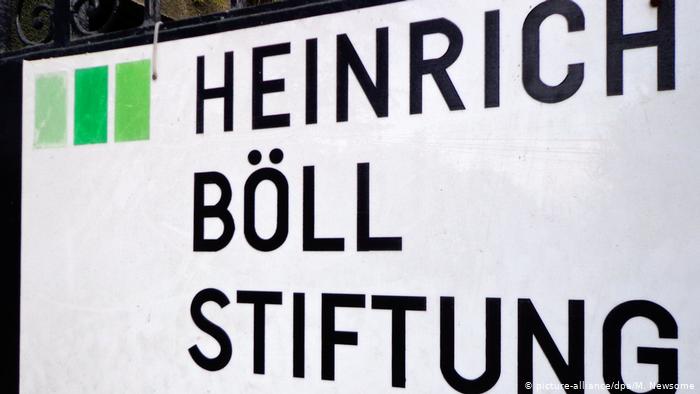 HEINRICH
BÖLL
STIFTUNG
© picture-alliance/dpa/M. Newsome